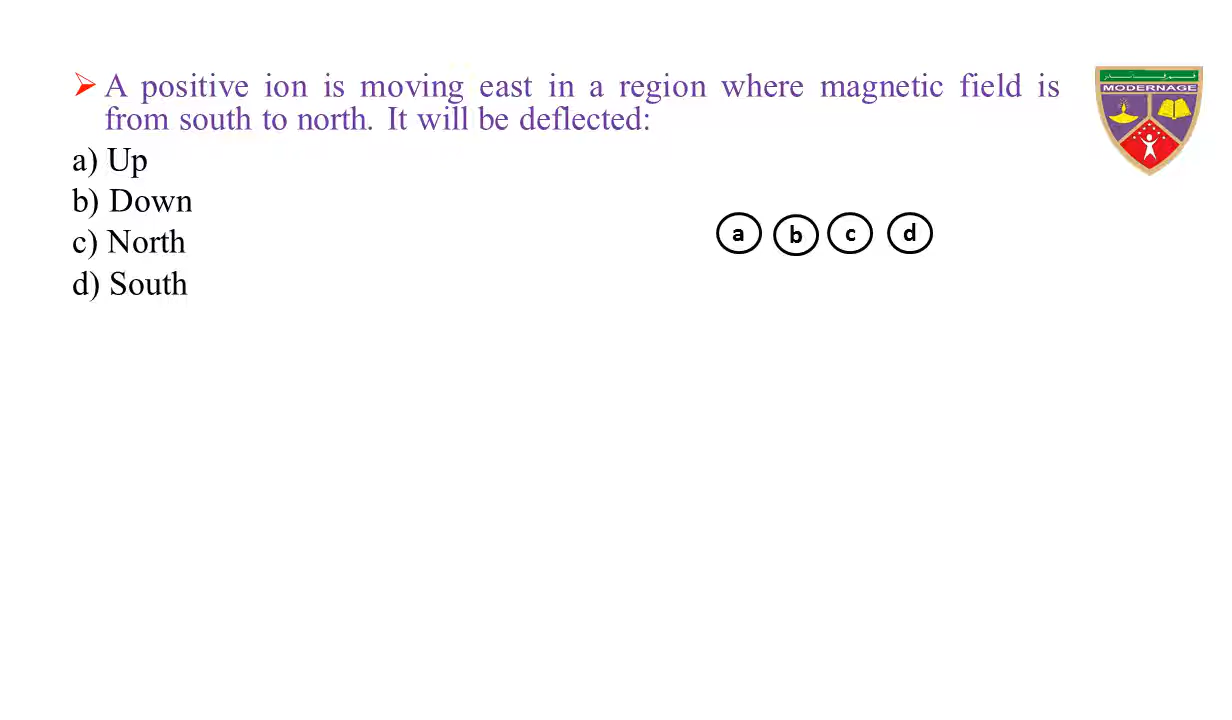 A positive ion is moving east in a region where magnetic field is
from south to north. It will be deflected:
a) Up
b) Down
c) North
d) South
a b c d
MODERNAGE